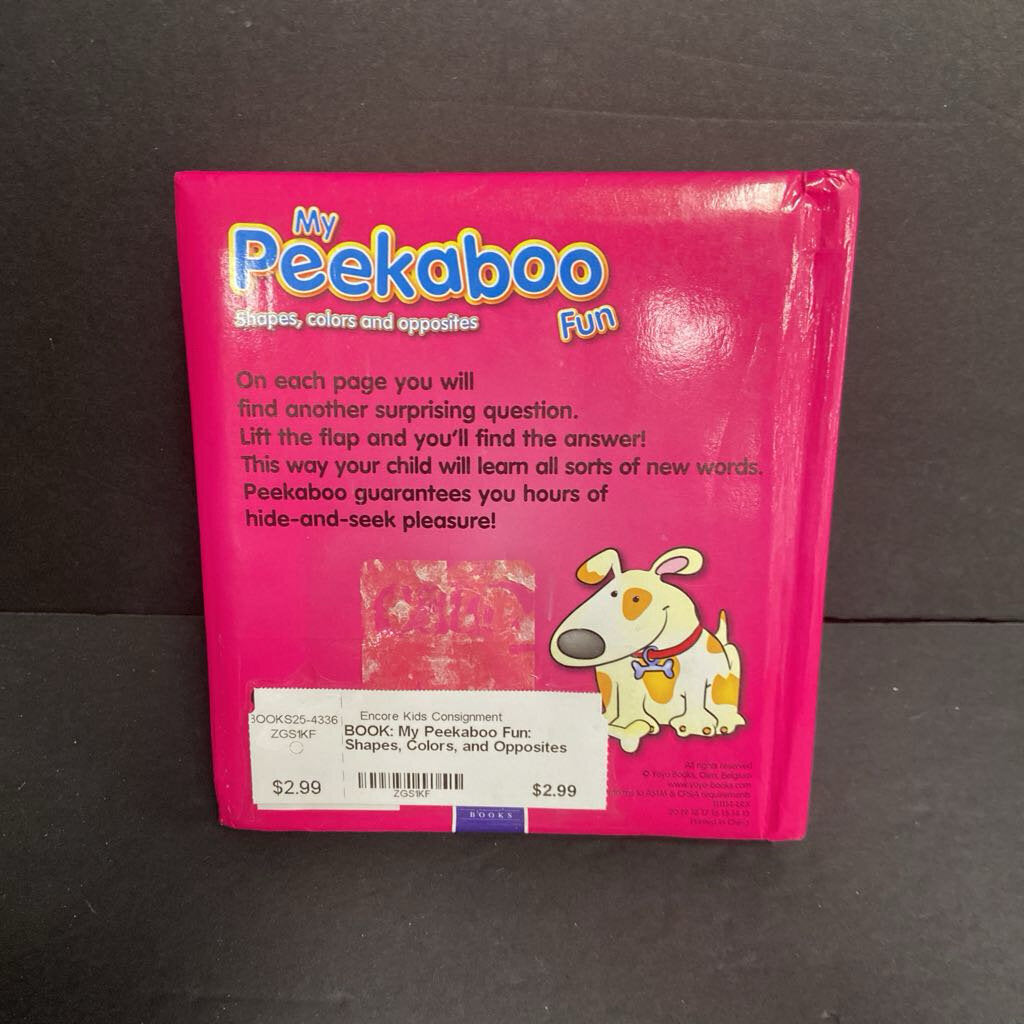 My
Peekaboo
Fun
Shapes, colors and opposites
On each page you will
find another surprising question.
Lift the flap and you'll find the answer!
This way your child will learn all sorts of new words.
Peekaboo guarantees you hours of
hide-and-seek pleasure!
BOOKS25-4336
ZGS1KF
$2.99
Encore Kids Consignment
BOOK: My Peekaboo Fun:
Shapes, Colors, and Opposites
ZGS1KF
$2.99
BOOKS
All rights reserved
© Yoyo Books, Olen, Belgium
www.yoyo-books.com
to ASTM & CPSIA requirements
Printed in